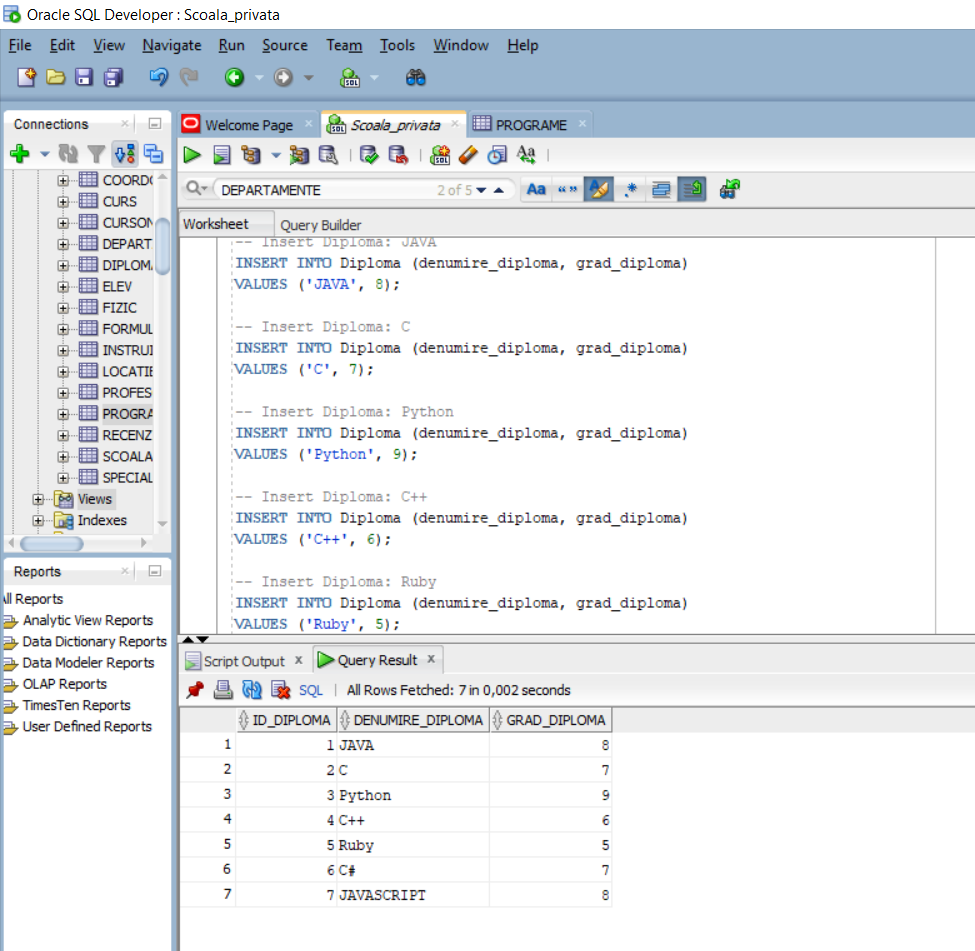 Oracle SQL Developer : Scoala_privata
File Edit View Navigate Run Source Team Tools Window Help
Connections
COORD
CURS
CURSON
DEPART
DIPLOM
ELEV
FIZIC
FORMUL
INSTRUI
LOCATIE
PROFES
PROGRA
RECENZ
SCOALA
SPECIAL
Views
Indexes
Reports
All Reports
Analytic View Reports
Data Dictionary Reports
Data Modeler Reports
OLAP Reports
TimesTen Reports
User Defined Reports
Welcome Page Scoala_privata PROGRAME
DEPARTAMENTE 2 of 5 Aa “ ” .*
Worksheet Query Builder
-- Insert Diploma: JAVA
INSERT INTO Diploma (denumire_diploma, grad_diploma)
VALUES ('JAVA', 8);
-- Insert Diploma: C
INSERT INTO Diploma (denumire_diploma, grad_diploma)
VALUES ('C', 7);
-- Insert Diploma: Python
INSERT INTO Diploma (denumire_diploma, grad_diploma)
VALUES ('Python', 9);
-- Insert Diploma: C++
INSERT INTO Diploma (denumire_diploma, grad_diploma)
VALUES ('C++', 6);
-- Insert Diploma: Ruby
INSERT INTO Diploma (denumire_diploma, grad_diploma)
VALUES ('Ruby', 5);
Script Output x Query Result x
SQL | All Rows Fetched: 7 in 0,002 seconds
ID_DIPLOMA DENUMIRE_DIPLOMA GRAD_DIPLOMA
1 1 JAVA 8
2 2 C 7
3 3 Python 9
4 4 C++ 6
5 5 Ruby 5
6 6 C# 7
7 7 JAVASCRIPT 8